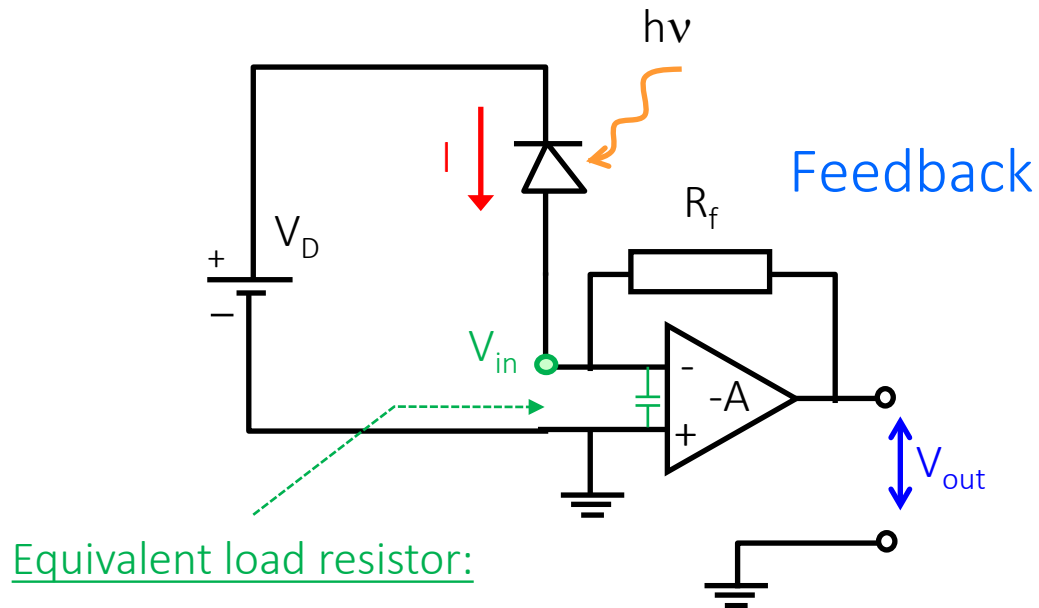 hν
I
Feedback
R_f
V_D
+
−
V_in
-
-A
+
V_out
Equivalent load resistor: